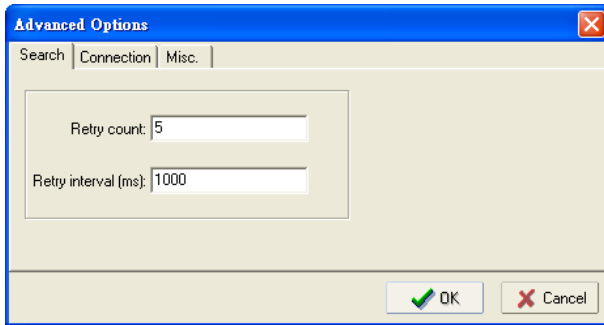 Advanced Options
Search Connection Misc.
Retry count: 5
Retry interval (ms): 1000
OK Cancel